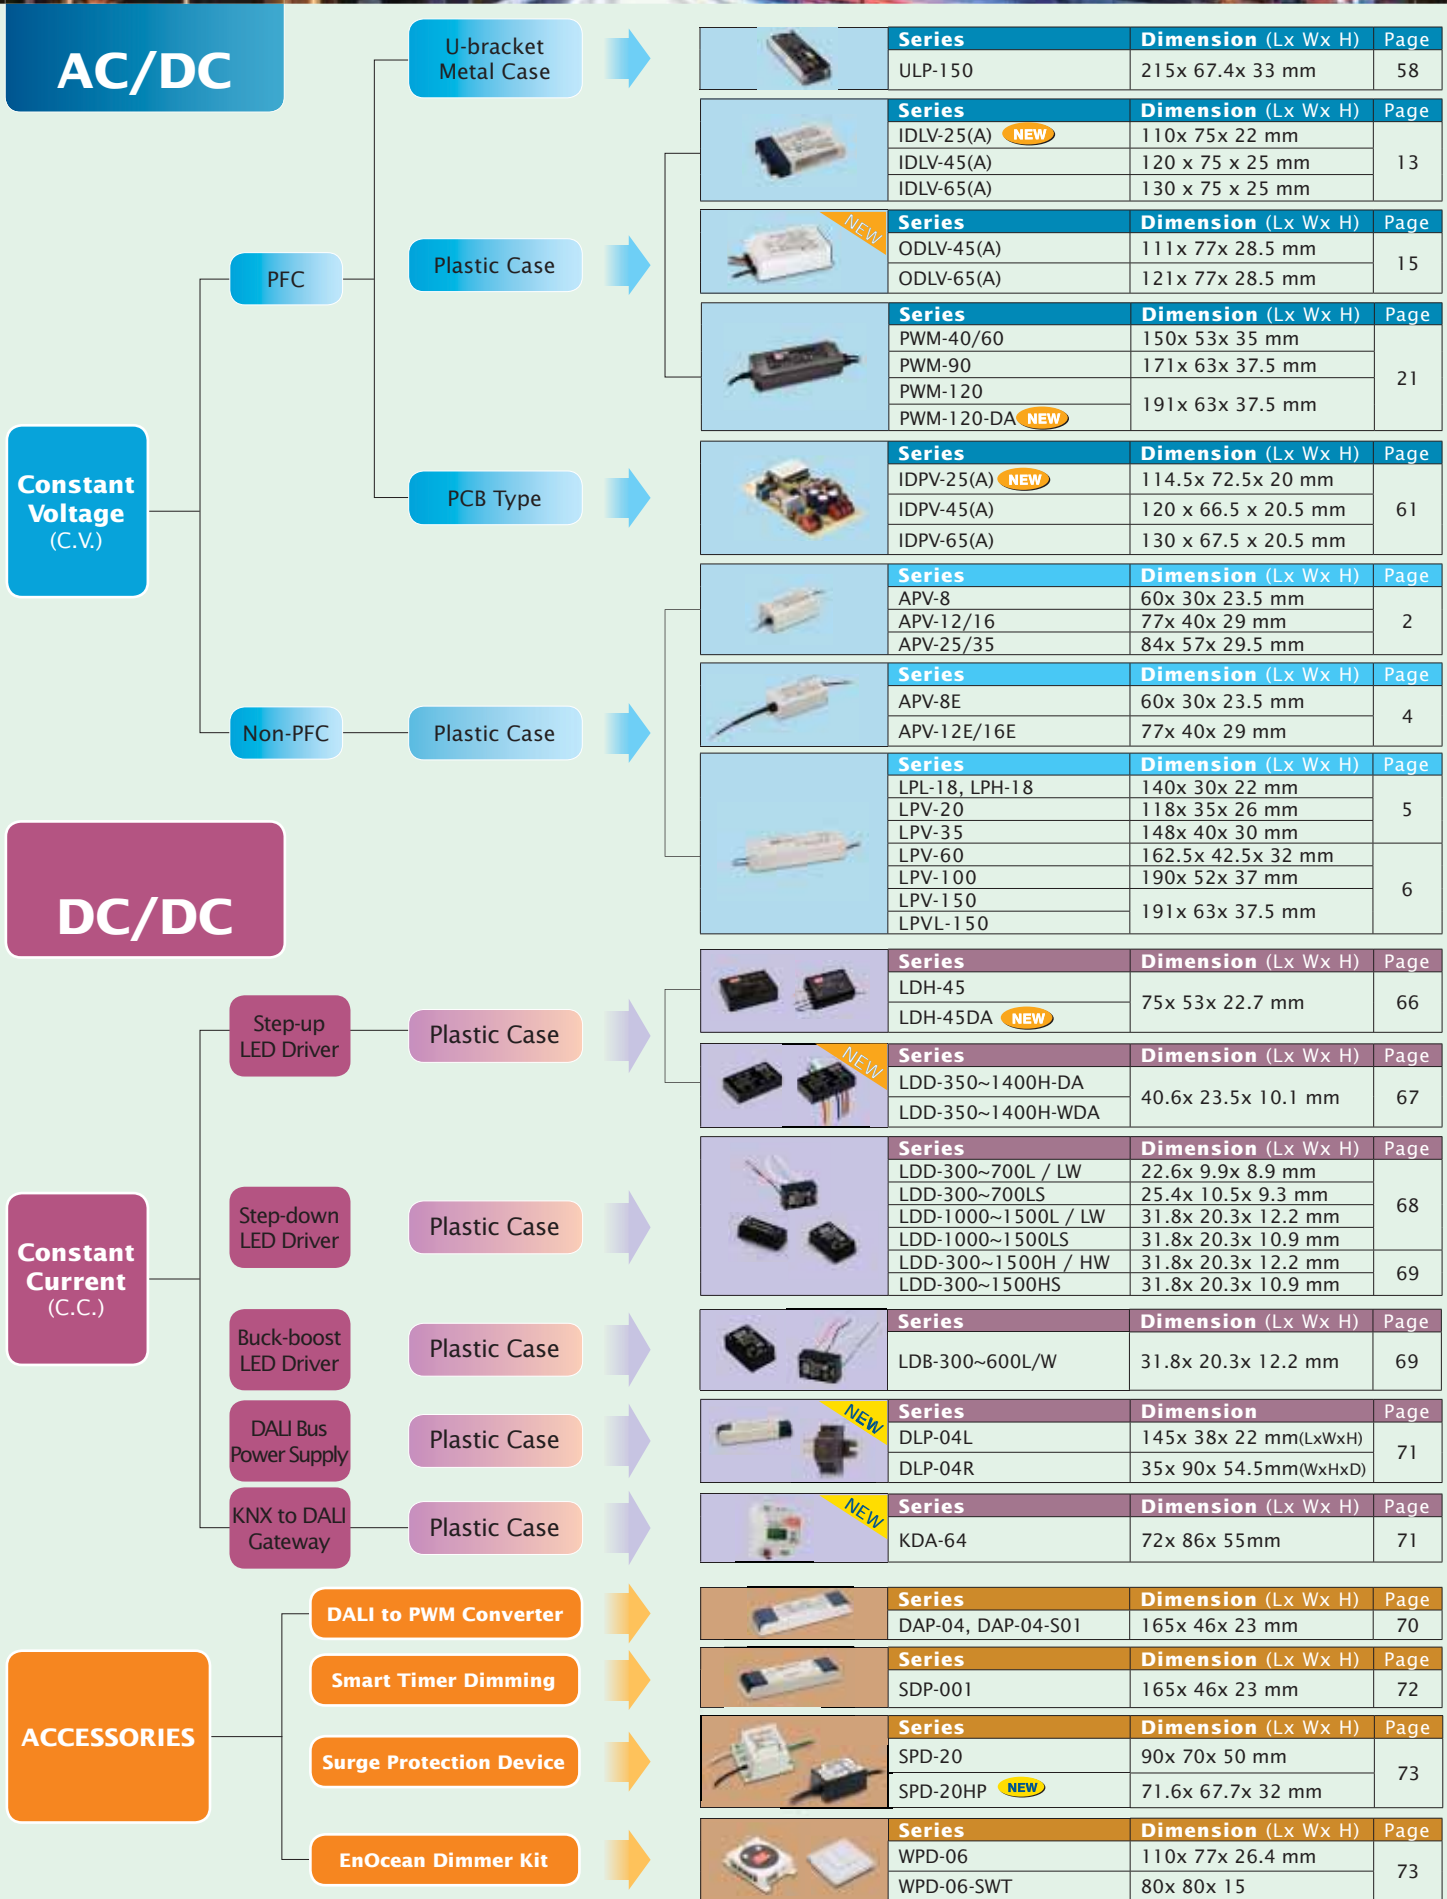 AC/DC
U-bracket
Metal Case
Series Dimension (Lx Wx H) Page
ULP-150 215x 67.4x 33 mm 58
PFC
Plastic Case
Series Dimension (Lx Wx H) Page
IDLV-25(A) NEW 110x 75x 22 mm 13
IDLV-45(A) 120 x 75 x 25 mm
IDLV-65(A) 130 x 75 x 25 mm
NEW
Series Dimension (Lx Wx H) Page
ODLV-45(A) 111x 77x 28.5 mm 15
ODLV-65(A) 121x 77x 28.5 mm
Series Dimension (Lx Wx H) Page
PWM-40/60 150x 53x 35 mm 21
PWM-90 171x 63x 37.5 mm
PWM-120 191x 63x 37.5 mm
PWM-120-DA NEW
Constant
Voltage
(C.V.)
PCB Type
Series Dimension (Lx Wx H) Page
IDPV-25(A) NEW 114.5x 72.5x 20 mm 61
IDPV-45(A) 120 x 66.5 x 20.5 mm
IDPV-65(A) 130 x 67.5 x 20.5 mm
Non-PFC
Plastic Case
Series Dimension (Lx Wx H) Page
APV-8 60x 30x 23.5 mm 2
APV-12/16 77x 40x 29 mm
APV-25/35 84x 57x 29.5 mm
Series Dimension (Lx Wx H) Page
APV-8E 60x 30x 23.5 mm 4
APV-12E/16E 77x 40x 29 mm
Series Dimension (Lx Wx H) Page
LPL-18, LPH-18 140x 30x 22 mm 5
LPV-20 118x 35x 26 mm
LPV-35 148x 40x 30 mm
LPV-60 162.5x 42.5x 32 mm 6
LPV-100 190x 52x 37 mm
LPV-150 191x 63x 37.5 mm
LPVL-150
DC/DC
Step-up
LED Driver
Plastic Case
Series Dimension (Lx Wx H) Page
LDH-45 75x 53x 22.7 mm 66
LDH-45DA NEW
NEW
Series Dimension (Lx Wx H) Page
LDD-350~1400H-DA 40.6x 23.5x 10.1 mm 67
LDD-350~1400H-WDA
Constant
Current
(C.C.)
Step-down
LED Driver
Plastic Case
Series Dimension (Lx Wx H) Page
LDD-300~700L / LW 22.6x 9.9x 8.9 mm 68
LDD-300~700LS 25.4x 10.5x 9.3 mm
LDD-1000~1500L / LW 31.8x 20.3x 12.2 mm
LDD-1000~1500LS 31.8x 20.3x 10.9 mm
LDD-300~1500H / HW 31.8x 20.3x 12.2 mm 69
LDD-300~1500HS 31.8x 20.3x 10.9 mm
Buck-boost
LED Driver
Plastic Case
Series Dimension (Lx Wx H) Page
LDB-300~600L/W 31.8x 20.3x 12.2 mm 69
DALI Bus
Power Supply
Plastic Case
NEW
Series Dimension Page
DLP-04L 145x 38x 22 mm(LxWxH) 71
DLP-04R 35x 90x 54.5mm(WxHxD)
KNX to DALI
Gateway
Plastic Case
NEW
Series Dimension (Lx Wx H) Page
KDA-64 72x 86x 55mm 71
ACCESSORIES
DALI to PWM Converter
Series Dimension (Lx Wx H) Page
DAP-04, DAP-04-S01 165x 46x 23 mm 70
Smart Timer Dimming
Series Dimension (Lx Wx H) Page
SDP-001 165x 46x 23 mm 72
Surge Protection Device
Series Dimension (Lx Wx H) Page
SPD-20 90x 70x 50 mm 73
SPD-20HP NEW 71.6x 67.7x 32 mm
EnOcean Dimmer Kit
Series Dimension (Lx Wx H) Page
WPD-06 110x 77x 26.4 mm 73
WPD-06-SWT 80x 80x 15